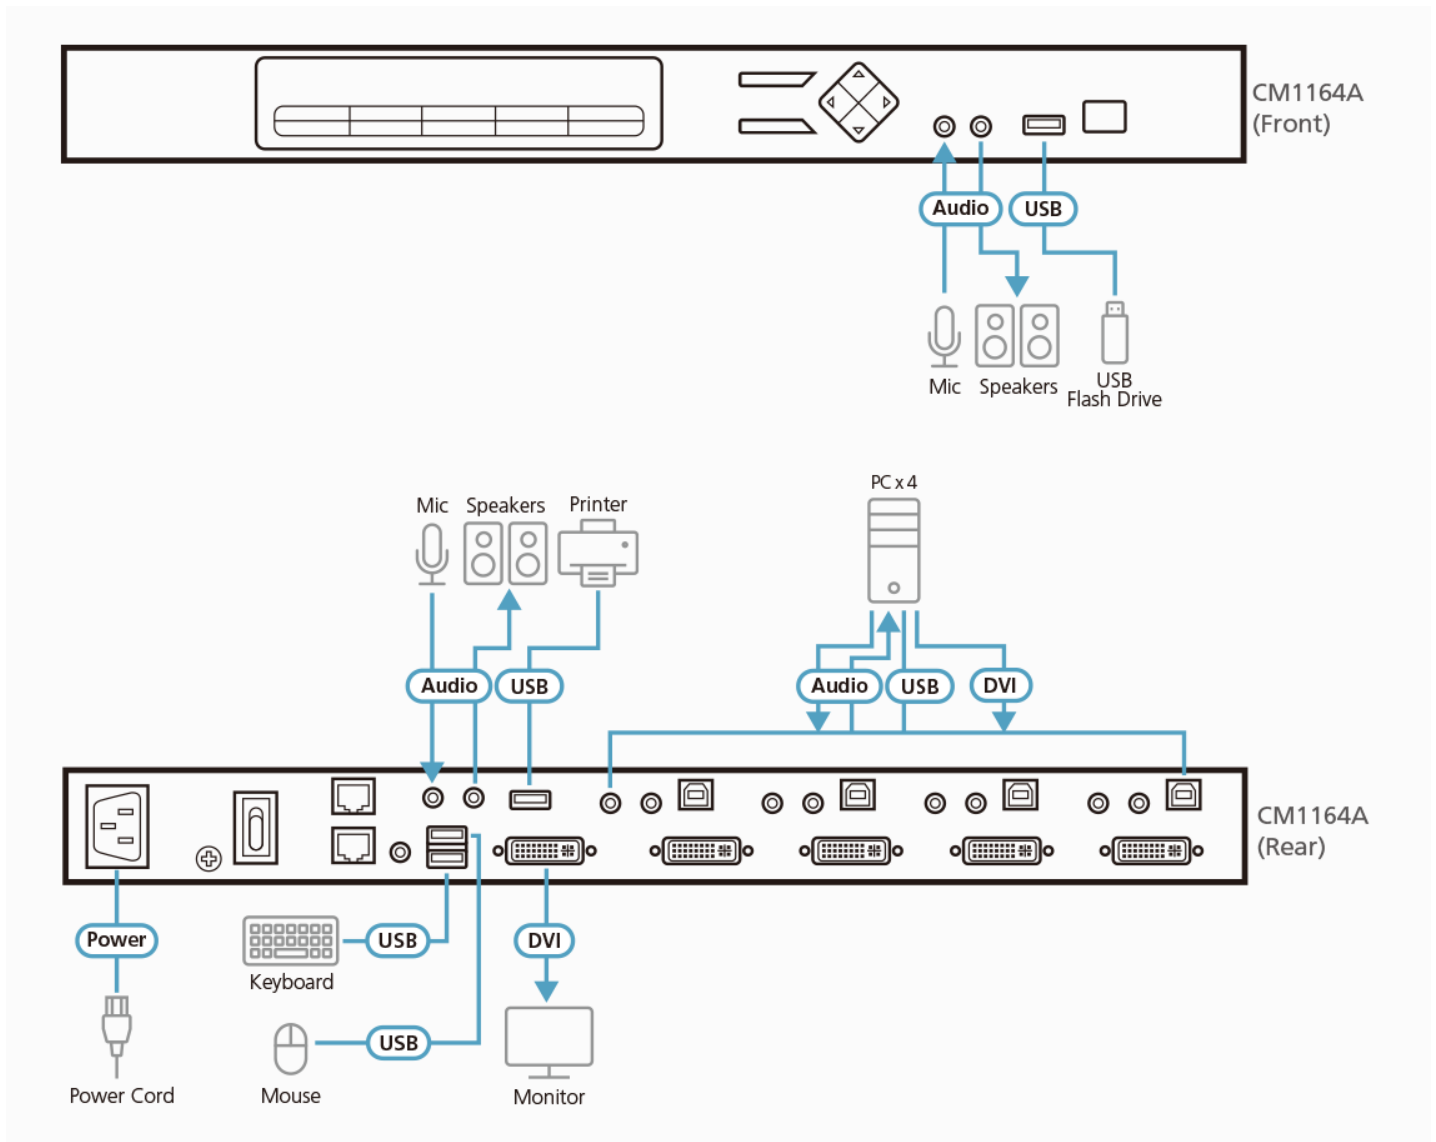 CM1164A
(Front)
Audio
USB
Mic
Speakers
USB
Flash Drive
PC x 4
Mic
Speakers
Printer
Audio
USB
Audio
USB
DVI
CM1164A
(Rear)
Power
USB
DVI
Keyboard
USB
Power Cord
Mouse
Monitor